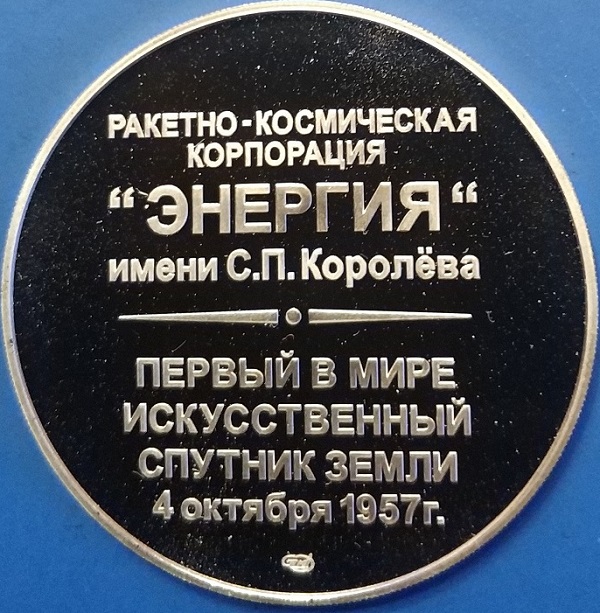 РАКЕТНО-КОСМИЧЕСКАЯ
КОРПОРАЦИЯ
“ЭНЕРГИЯ“
имени С.П.Королёва
ПЕРВЫЙ В МИРЕ
ИСКУССТВЕННЫЙ
СПУТНИК ЗЕМЛИ
4 октября 1957г.